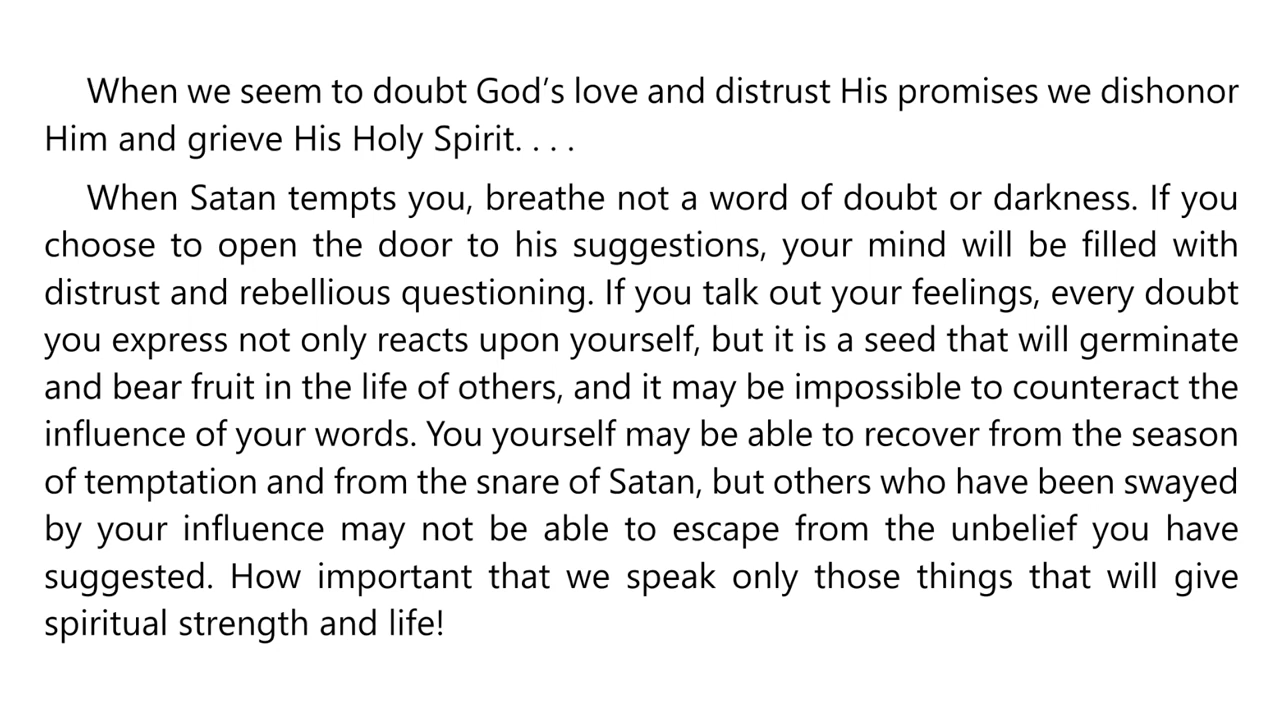 When we seem to doubt God’s love and distrust His promises we dishonor
Him and grieve His Holy Spirit. . . .
When Satan tempts you, breathe not a word of doubt or darkness. If you
choose to open the door to his suggestions, your mind will be filled with
distrust and rebellious questioning. If you talk out your feelings, every doubt
you express not only reacts upon yourself, but it is a seed that will germinate
and bear fruit in the life of others, and it may be impossible to counteract the
influence of your words. You yourself may be able to recover from the season
of temptation and from the snare of Satan, but others who have been swayed
by your influence may not be able to escape from the unbelief you have
suggested. How important that we speak only those things that will give
spiritual strength and life!